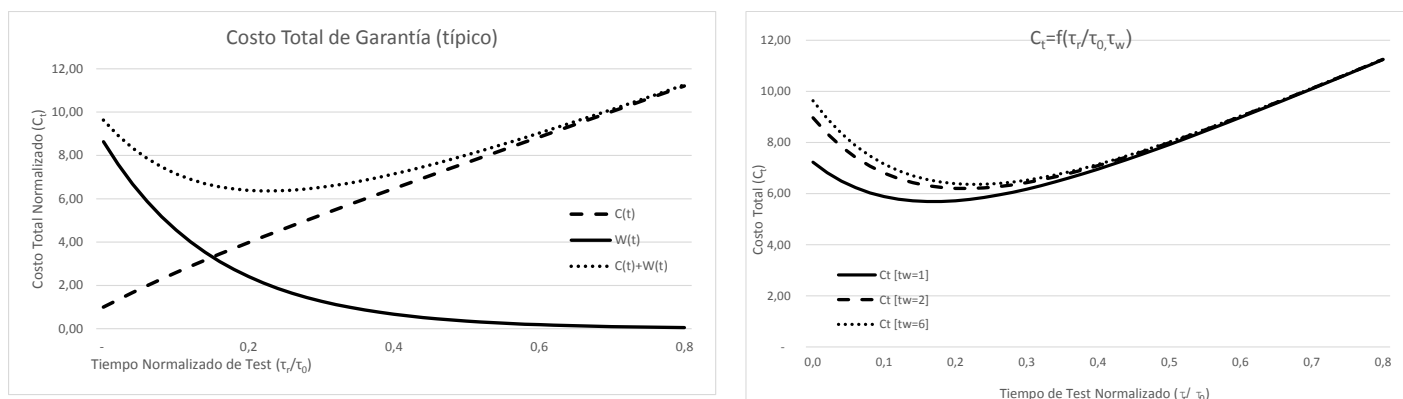 Costo Total de Garantía (típico)
Costo Total Normalizado (Ct)
12,00
10,00
8,00
6,00
4,00
2,00
0,00
-
0,2
0,4
0,6
0,8
C(t)
W(t)
C(t)+W(t)
Tiempo Normalizado de Test (τr/τ0)
Ct=f(τr/τ0,τw)
Costo Total (Ct)
12,00
10,00
8,00
6,00
4,00
2,00
-
0,0
0,1
0,2
0,3
0,4
0,5
0,6
0,7
0,8
Ct [tw=1]
Ct [tw=2]
Ct [tw=6]
Tiempo de Test Normalizado (τ/ τ0)